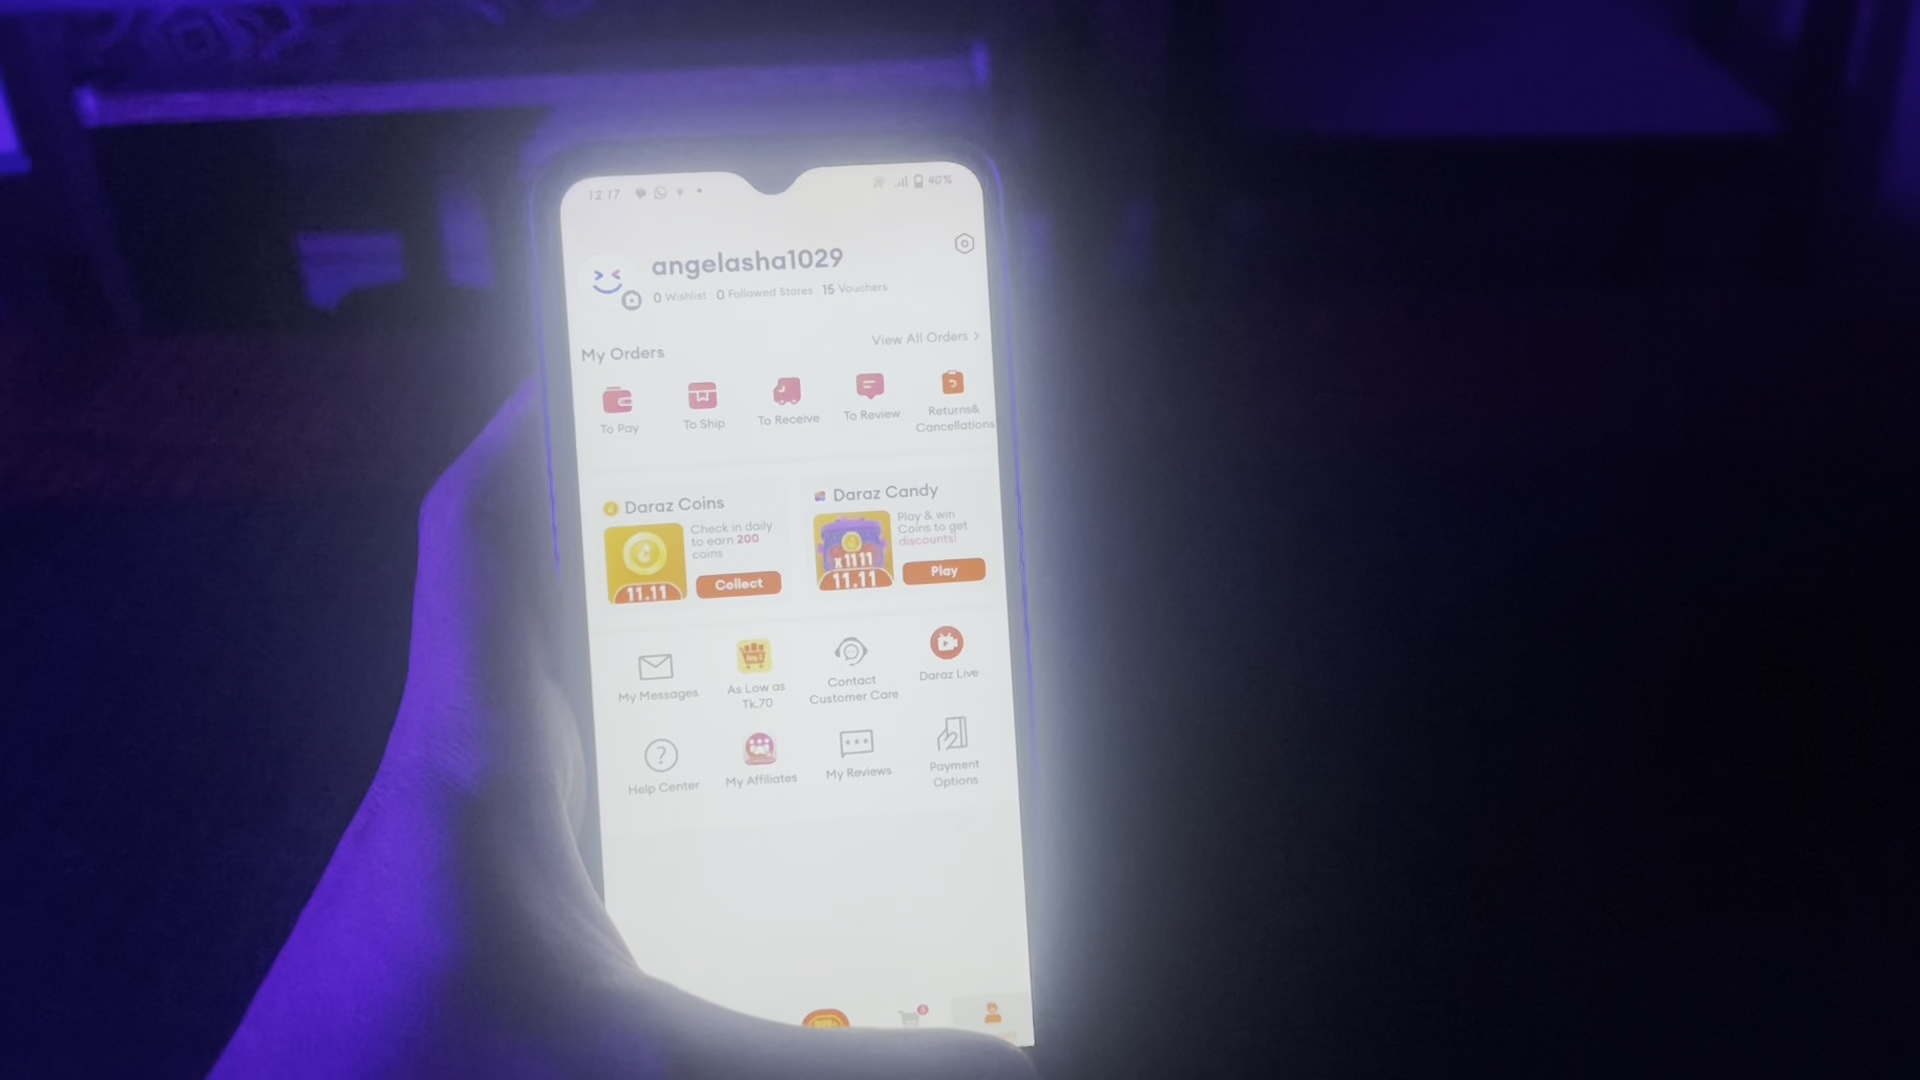 12.17 40%
angelasha1029
0 Wishlist 0 Followed Stores 15 Vouchers
My Orders View All Orders >
To Pay To Ship To Receive To Review Returns&
Cancellations
Daraz Coins
Check in daily
to earn 200
coins
11.11
Collect
Daraz Candy
Play & win
Coins to get
discounts!
x1111
11.11
Play
My Messages
As Low as
Tk.70
Contact
Customer Care
Daraz Live
Help Center
My Affiliates
My Reviews
Payment
Options